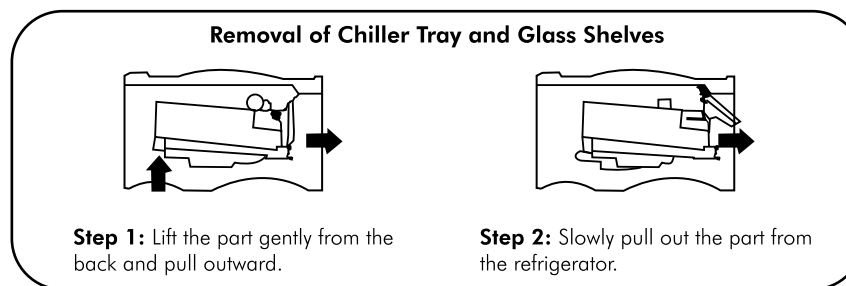 Removal of Chiller Tray and Glass Shelves
Step 1: Lift the part gently from the
back and pull outward.
Step 2: Slowly pull out the part from
the refrigerator.